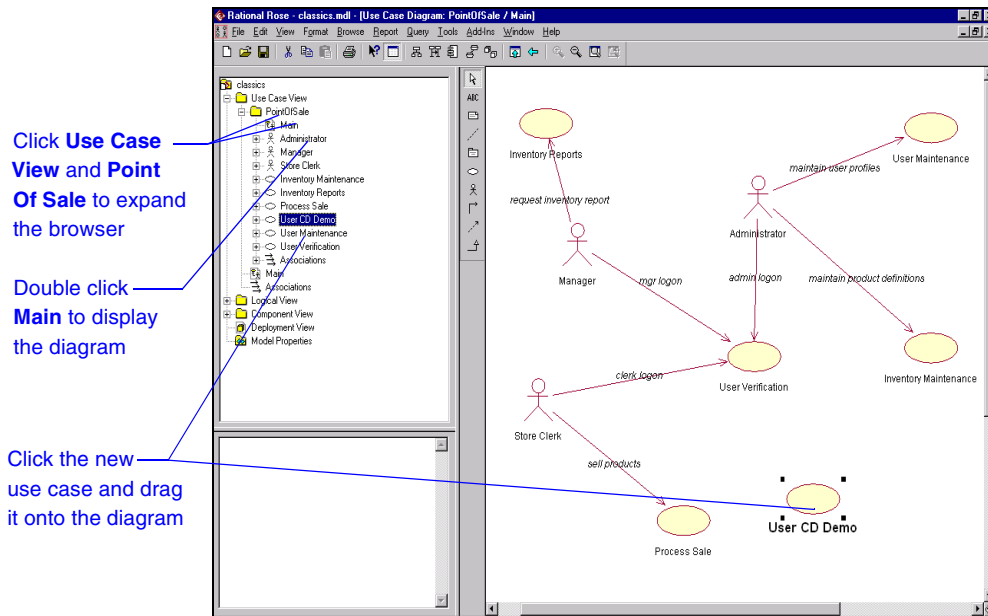 Rational Rose - classics.mdl - [Use Case Diagram: PointOfSale / Main]
File Edit View Format Browse Report Query Tools Add-Ins Window Help
classics
Use Case View
PointOfSale
Main
Administrator
Manager
Store Clerk
Inventory Maintenance
Inventory Reports
Process Sale
User CD Demo
User Maintenance
User Verification
Associations
Main
Associations
Logical View
Component View
Deployment View
Model Properties
Click Use Case
View and Point
Of Sale to expand
the browser
Double click
Main to display
the diagram
Click the new
use case and drag
it onto the diagram
ABC
Inventory Reports
User Maintenance
maintain user profiles
request inventory report
Administrator
Manager
mgr logon
admin logon
maintain product definitions
clerk logon
User Verification
Inventory Maintenance
Store Clerk
sell products
User CD Demo
Process Sale